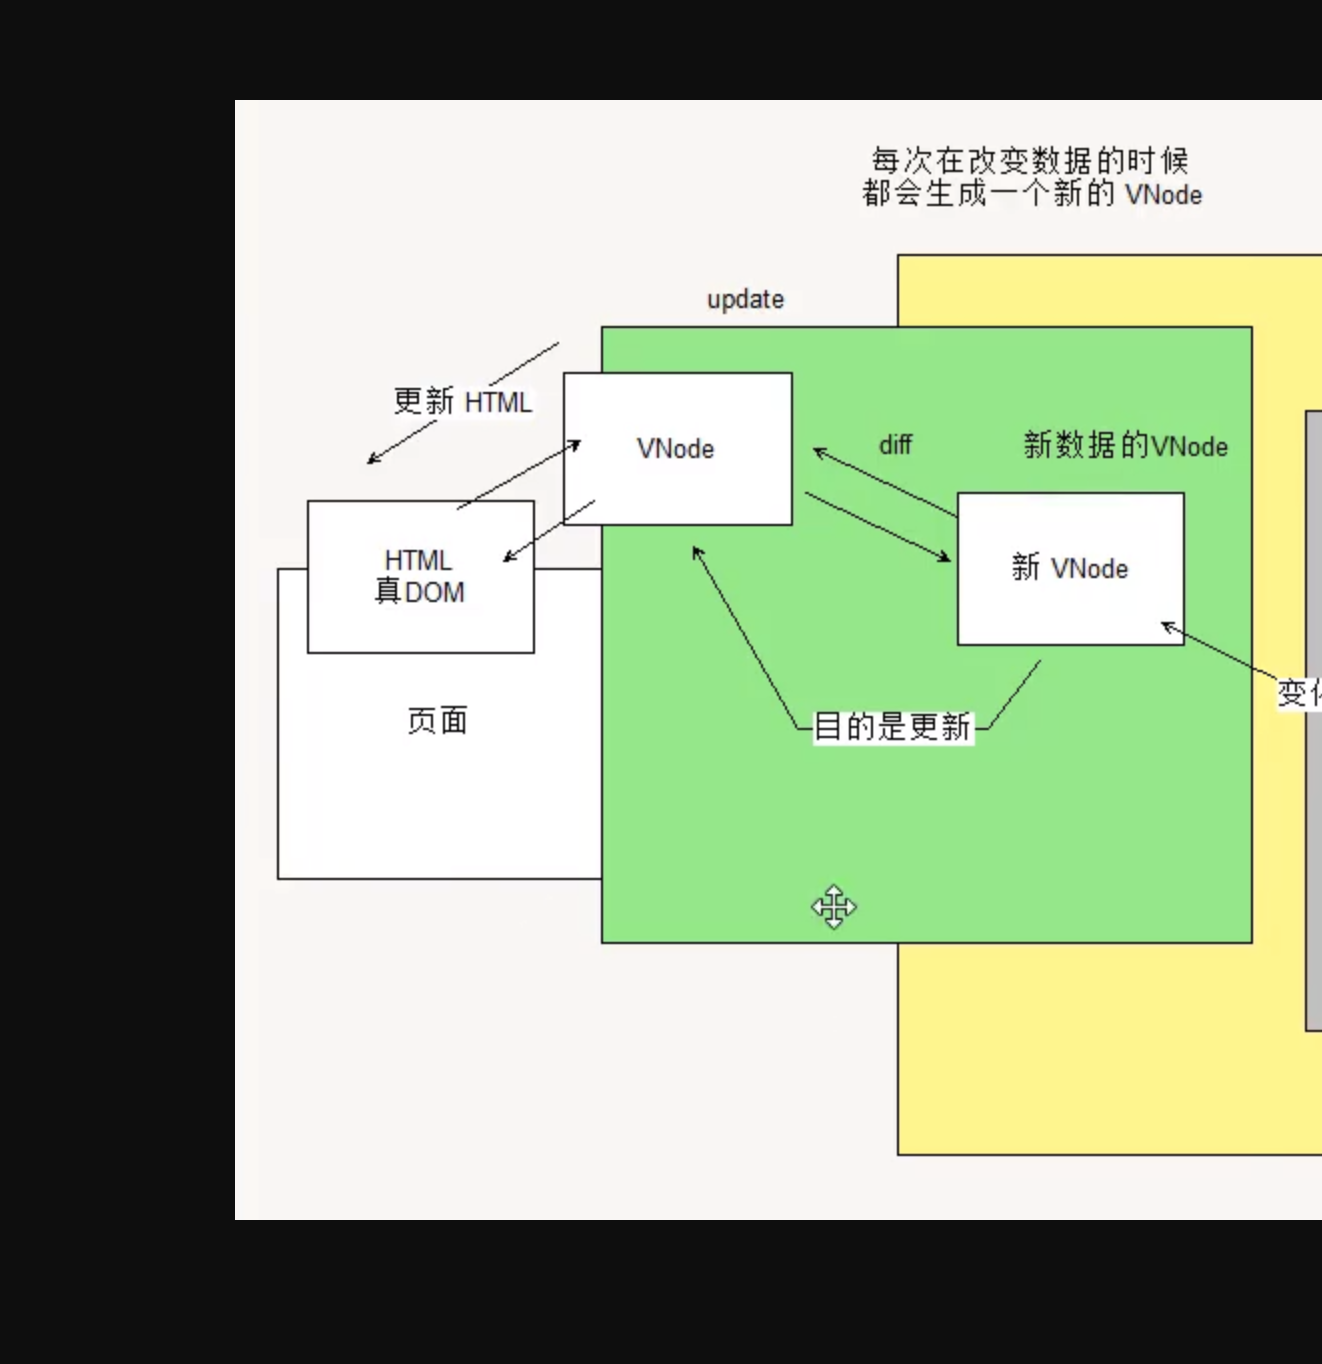 每次在改变数据的时候
都会生成一个新的 VNode
update
更新 HTML
VNode
diff
新数据的VNode
HTML
真DOM
新 VNode
变
目的是更新
页面